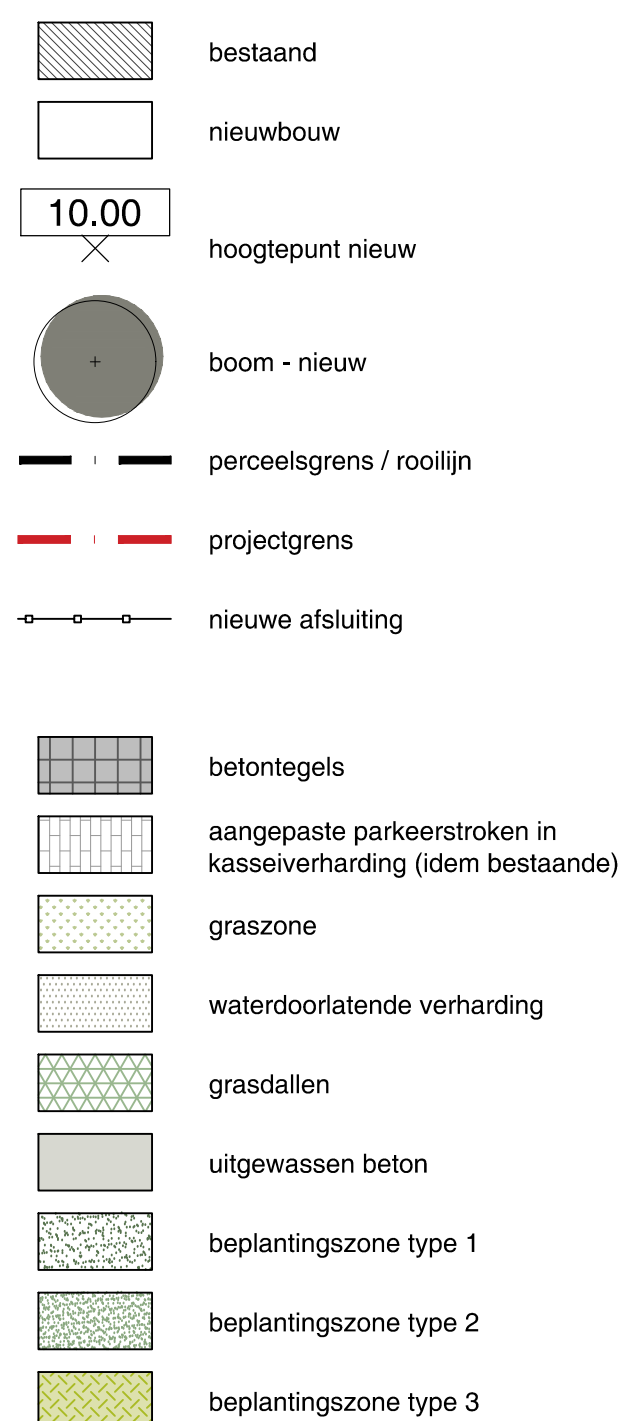 bestaand
nieuwbouw
10.00
hoogtepunt nieuw
boom - nieuw
perceelsgrens / rooilijn
projectgrens
nieuwe afsluiting
betontegels
aangepaste parkeerstroken in
kasseiverharding (idem bestaande)
graszone
waterdoorlatende verharding
grasdallen
uitgewassen beton
beplantingszone type 1
beplantingszone type 2
beplantingszone type 3